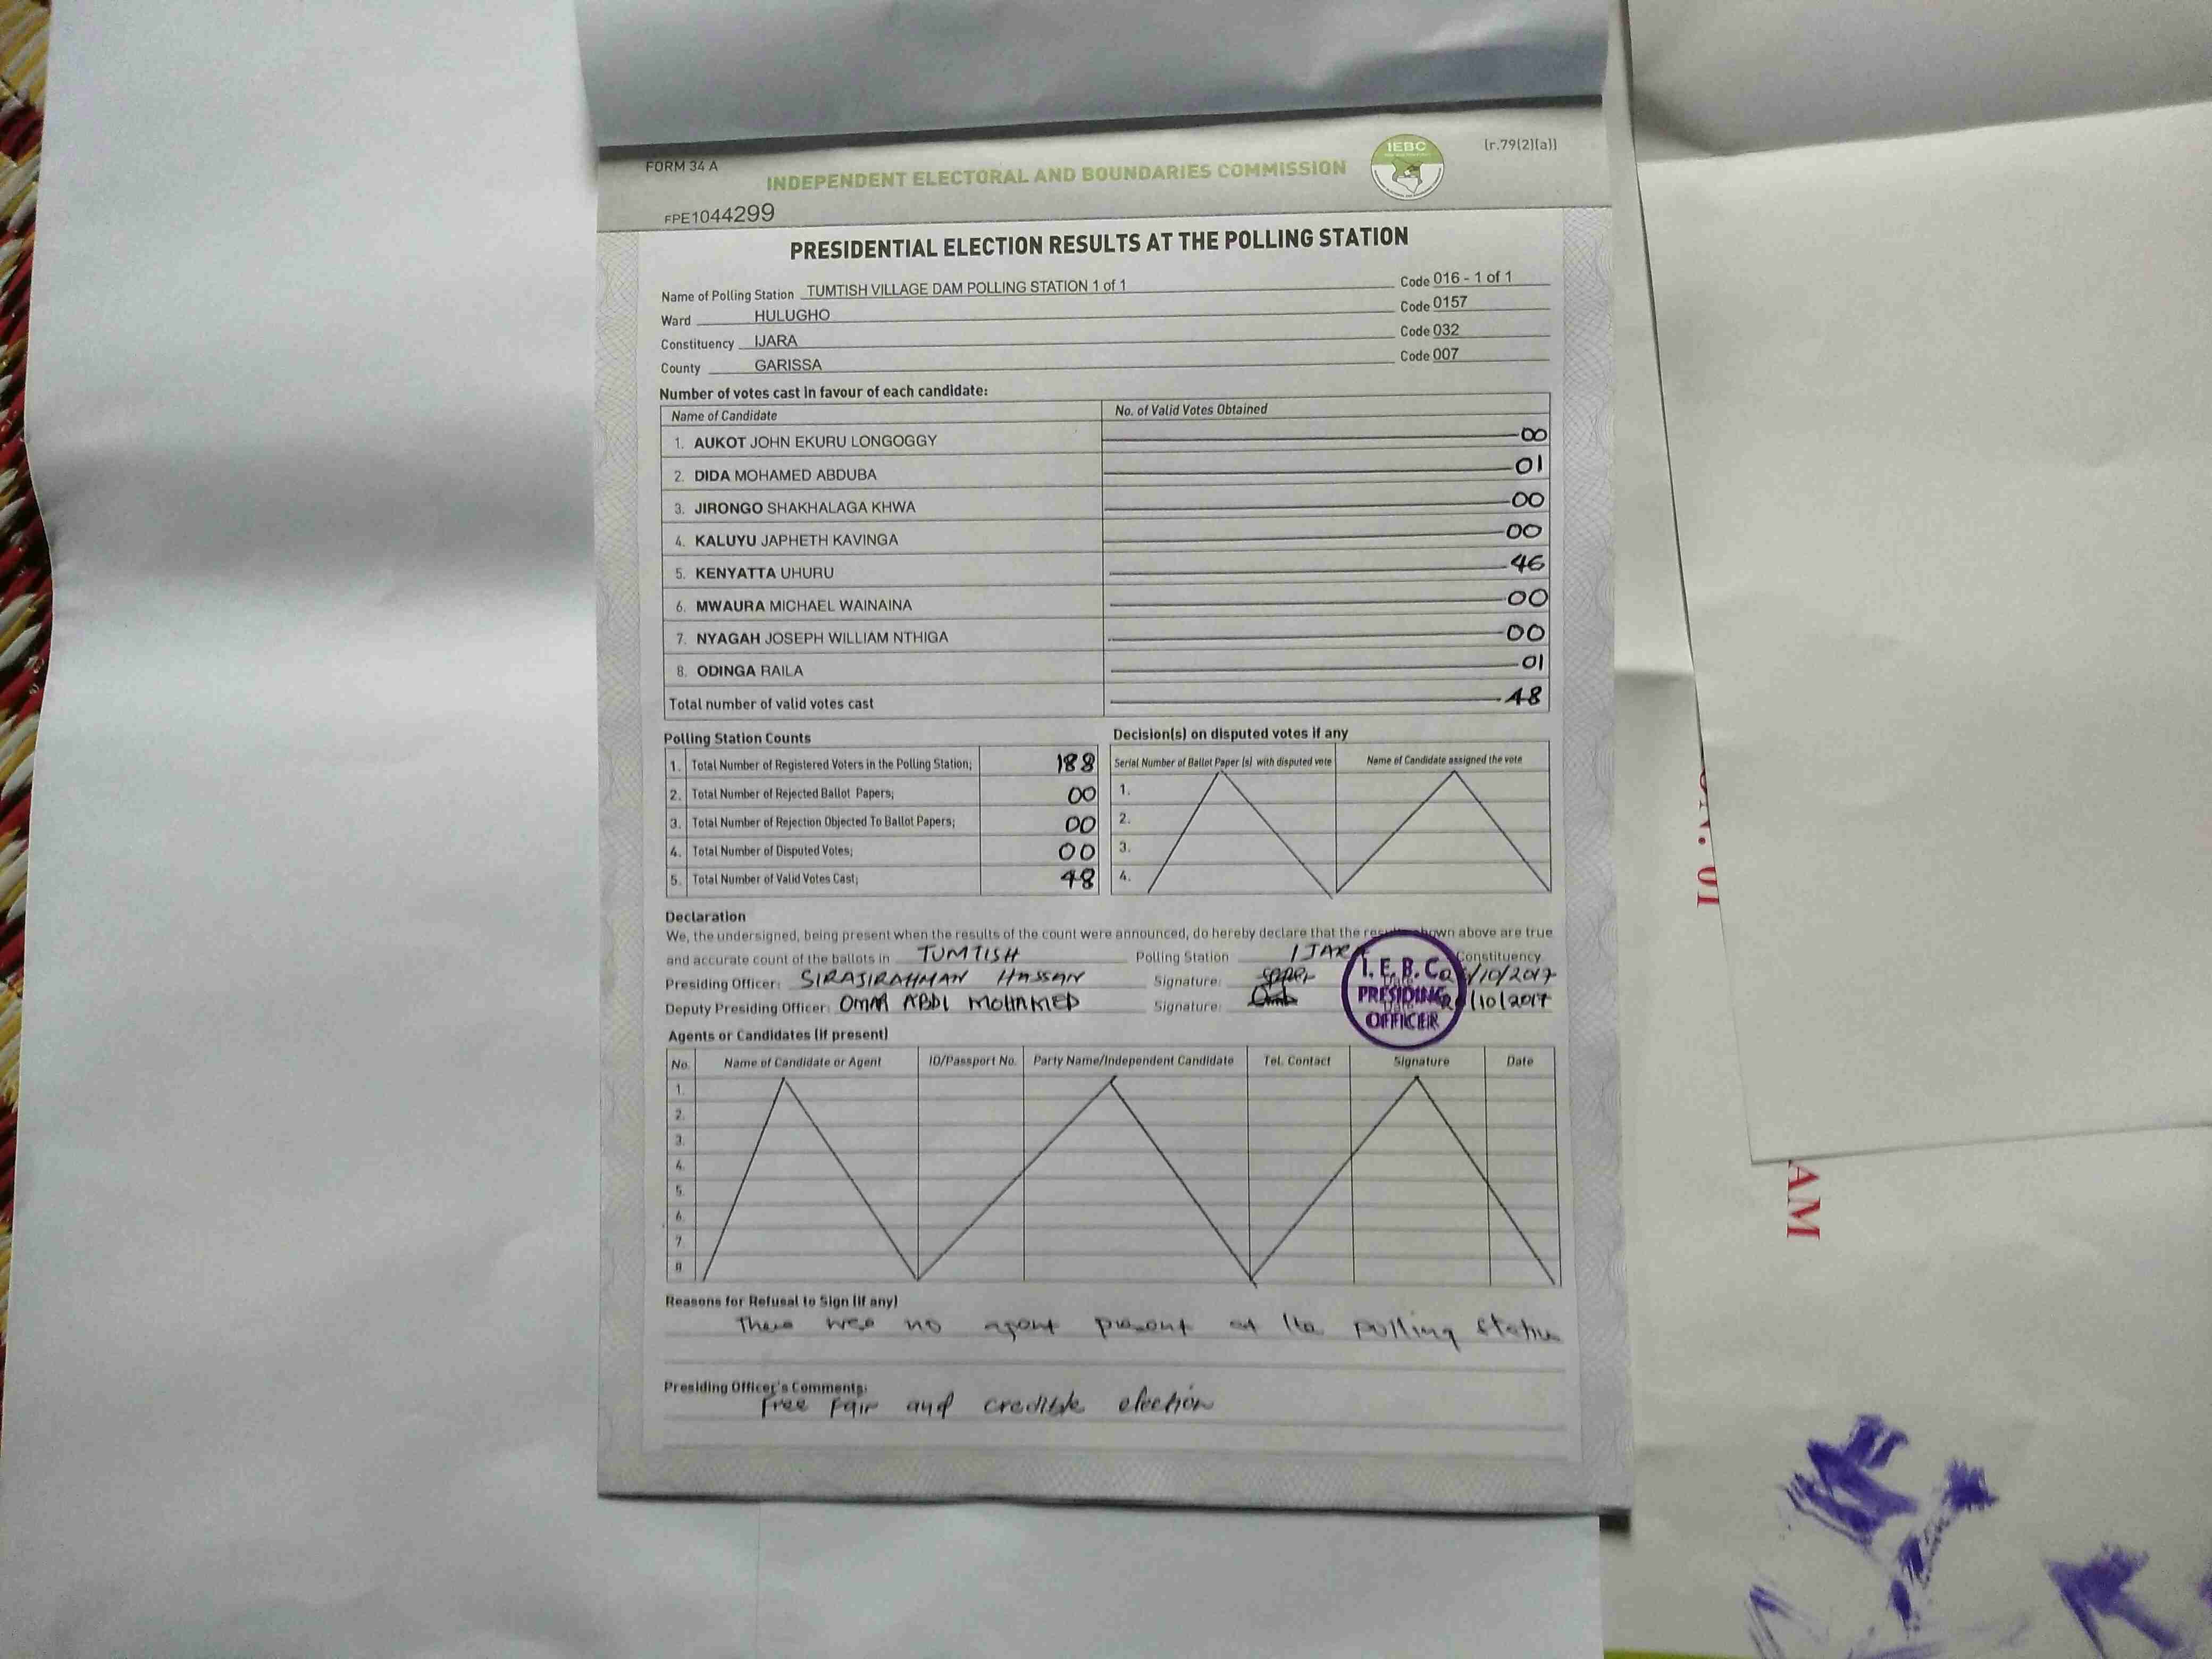 FORM 34 A
INDEPENDENT ELECTORAL AND BOUNDARIES COMMISSION
IEBC
(r.79(2)(a))
FPE1044299
PRESIDENTIAL ELECTION RESULTS AT THE POLLING STATION
Name of Polling Station TUMTISH VILLAGE DAM POLLING STATION 1 of 1 Code 016 - 1 of 1
Ward HULUGHO Code 0157
Constituency IJARA Code 032
County GARISSA Code 007
Number of votes cast in favour of each candidate:
Name of Candidate No. of Valid Votes Obtained
1. AUKOT JOHN EKURU LONGOGGY 00
2. DIDA MOHAMED ABDUBA 01
3. JIRONGO SHAKHALAGA KHWA 00
4. KALUYU JAPHETH KAVINGA 00
5. KENYATTA UHURU 46
6. MWAURA MICHAEL WAINAINA 00
7. NYAGAH JOSEPH WILLIAM NTHIGA 00
8. ODINGA RAILA 01
Total number of valid votes cast 48
Polling Station Counts
1. Total Number of Registered Voters in the Polling Station; 188
2. Total Number of Rejected Ballot Papers; 00
3. Total Number of Rejection Objected To Ballot Papers; 00
4. Total Number of Disputed Votes; 00
5. Total Number of Valid Votes Cast; 48
Decision(s) on disputed votes if any
Serial Number of Ballot Paper (s) with disputed vote Name of Candidate assigned the vote
1.
2.
3.
4.
Declaration
We, the undersigned, being present when the results of the count were announced, do hereby declare that the results shown above are true
and accurate count of the ballots in TUMTISH Polling Station IJARA Constituency
Presiding Officer: SIRAJIRAHMAN HASSAN Signature: Date /10/2017
Deputy Presiding Officer: OMAR ABDI MOHAMED Signature: Date /10/2017
I.E.B.C
PRESIDING
OFFICER
Agents or Candidates (if present)
No. Name of Candidate or Agent ID/Passport No. Party Name/Independent Candidate Tel. Contact Signature Date
1.
2.
3.
4.
5.
6.
7.
8
Reasons for Refusal to Sign (if any)
There was no agent present at the polling station
Presiding Officer's Comments:
Free Fair and credible election
01
AM